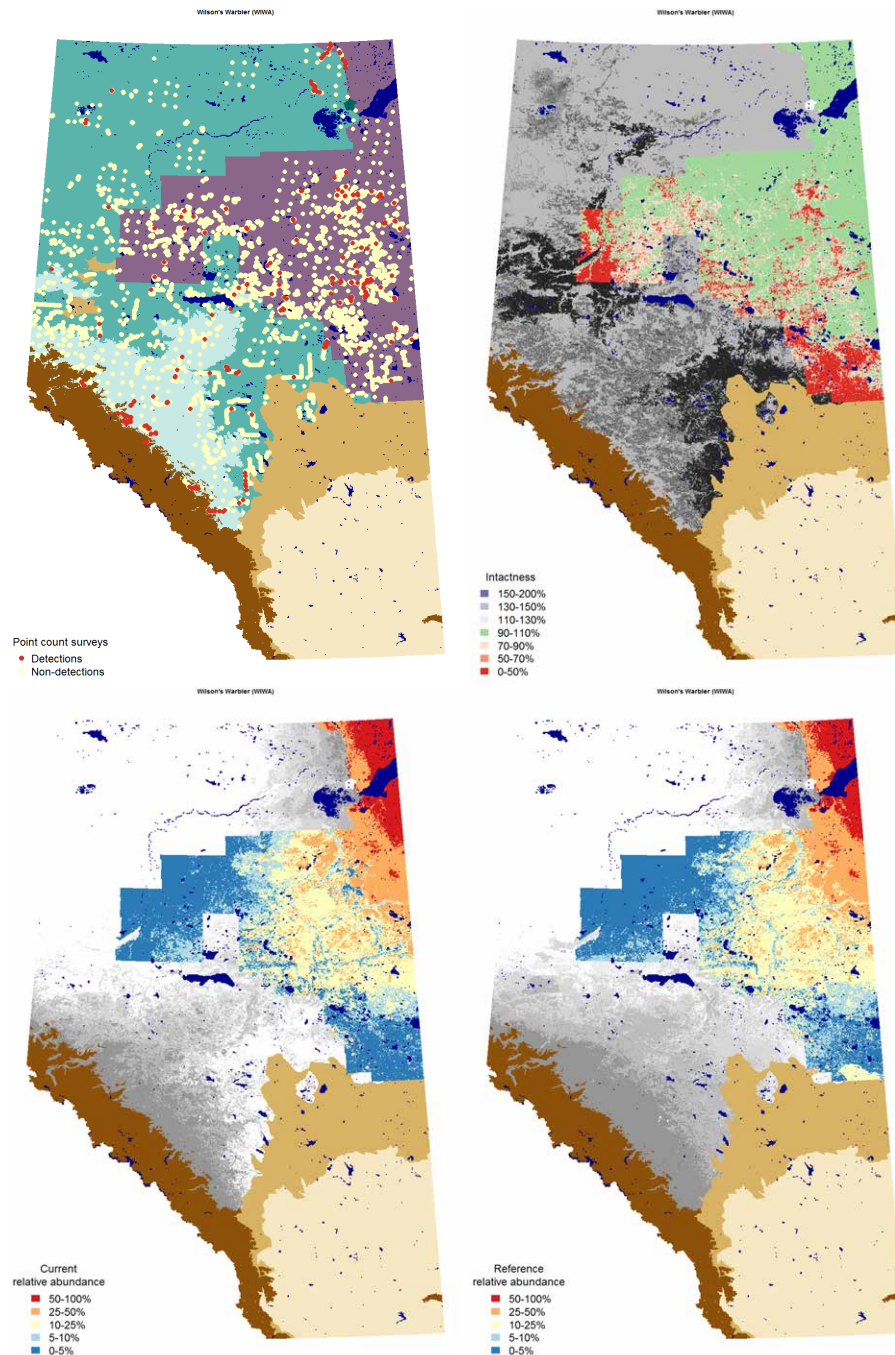 Wilson's Warbler (WIWA)
Point count surveys
Detections
Non-detections
Wilson's Warbler (WIWA)
Intactness
150-200%
130-150%
110-130%
90-110%
70-90%
50-70%
0-50%
Wilson's Warbler (WIWA)
Current
relative abundance
50-100%
25-50%
10-25%
5-10%
0-5%
Wilson's Warbler (WIWA)
Reference
relative abundance
50-100%
25-50%
10-25%
5-10%
0-5%